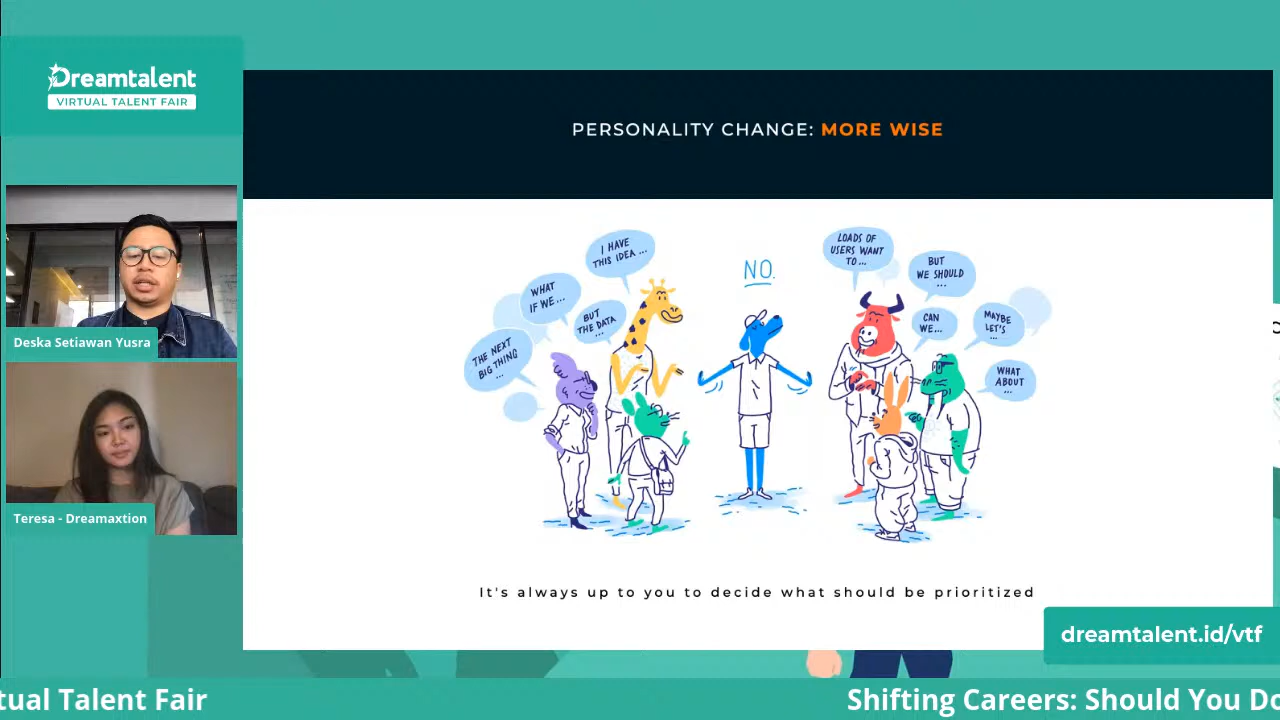 Dreamtalent
VIRTUAL TALENT FAIR
PERSONALITY CHANGE: MORE WISE
I HAVE
THIS IDEA ...
WHAT
IF WE...
BUT
THE DATA
...
THE NEXT
BIG THING
...
NO.
LOADS OF
USERS WANT
TO...
BUT
WE SHOULD
...
CAN
WE...
MAYBE
LET'S
...
WHAT
ABOUT
...
Deska Setiawan Yusra
Teresa - Dreamaxtion
It's always up to you to decide what should be prioritized
dreamtalent.id/vtf
tual Talent Fair
Shifting Careers: Should You Do